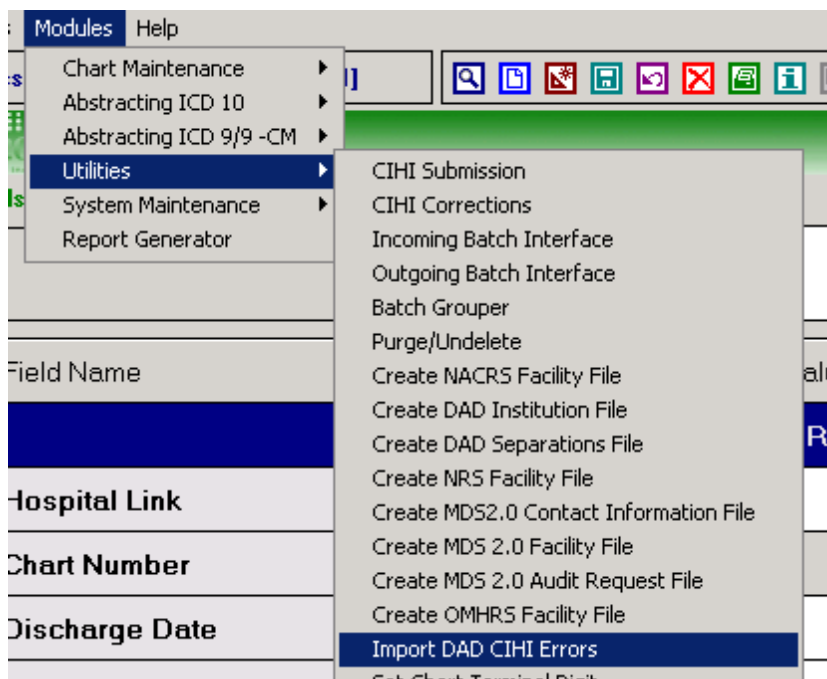 Modules Help
Chart Maintenance
Abstracting ICD 10
Abstracting ICD 9/9 -CM
Utilities
System Maintenance
Report Generator
CIHI Submission
CIHI Corrections
Incoming Batch Interface
Outgoing Batch Interface
Batch Grouper
Purge/Undelete
Create NACRS Facility File
Create DAD Institution File
Create DAD Separations File
Create NRS Facility File
Create MDS2.0 Contact Information File
Create MDS 2.0 Facility File
Create MDS 2.0 Audit Request File
Create OMHRS Facility File
Import DAD CIHI Errors
Set Chart Terminal Digit
Field Name
Hospital Link
Chart Number
Discharge Date